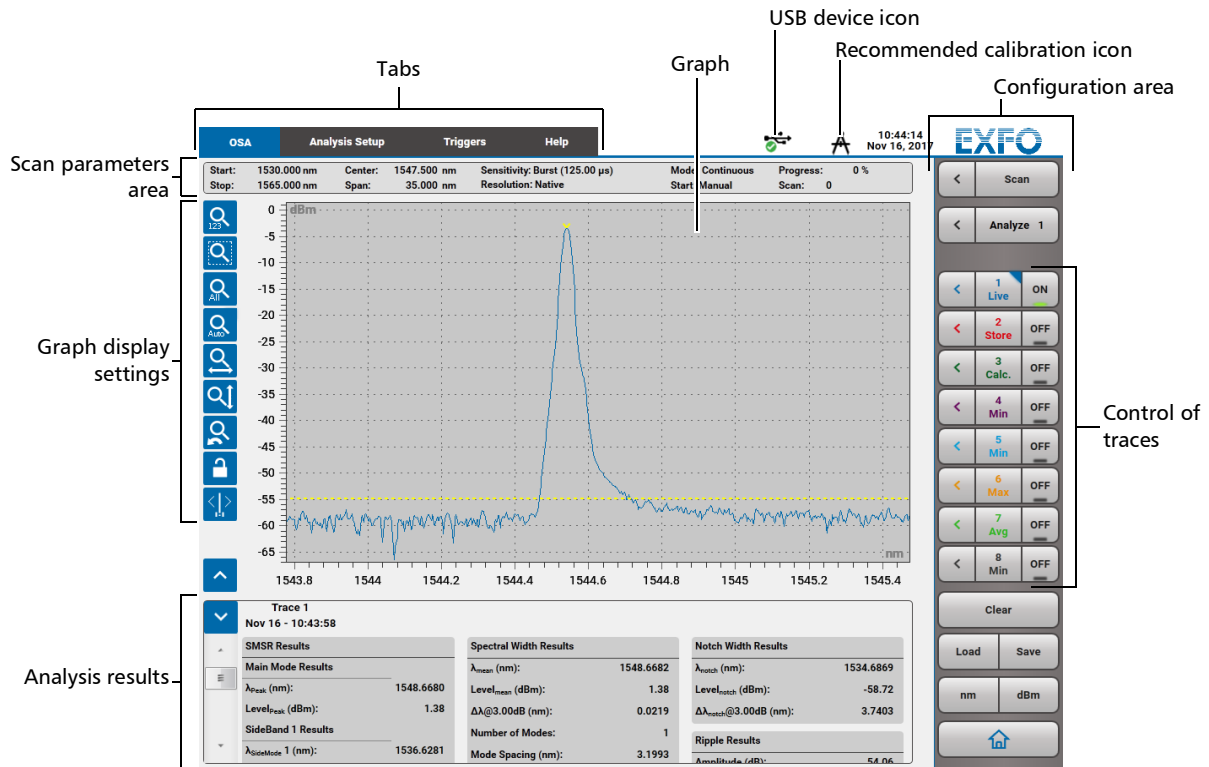 USB device icon
Recommended calibration icon
Tabs
Graph
Configuration area
OSA Analysis Setup Triggers Help
10:44:14
Nov 16, 2017
EXFO
Scan parameters
area
Start: 1530.000 nm Center: 1547.500 nm Sensitivity: Burst (125.00 µs) Mode: Continuous Progress: 0 %
Stop: 1565.000 nm Span: 35.000 nm Resolution: Native Start: Manual Scan: 0
Scan
Analyze 1
123
All
Auto
Graph display
settings
dBm
0
-5
-10
-15
-20
-25
-30
-35
-40
-45
-50
-55
-60
-65
nm
1543.8 1544 1544.2 1544.4 1544.6 1544.8 1545 1545.2 1545.4
1 Live ON
2 Store OFF
3 Calc. OFF
4 Min OFF
5 Min OFF
6 Max OFF
7 Avg OFF
8 Min OFF
Control of
traces
Clear
Load Save
nm dBm
Analysis results
Trace 1
Nov 16 - 10:43:58
SMSR Results
Main Mode Results
λPeak (nm): 1548.6680
LevelPeak (dBm): 1.38
SideBand 1 Results
λSideMode 1 (nm): 1536.6281
Spectral Width Results
λmean (nm): 1548.6682
Levelmean (dBm): 1.38
Δλ@3.00dB (nm): 0.0219
Number of Modes: 1
Mode Spacing (nm): 3.1993
Notch Width Results
λnotch (nm): 1534.6869
Levelnotch (dBm): -58.72
Δλnotch@3.00dB (nm): 3.7403
Ripple Results
Amplitude (dB): 54.06